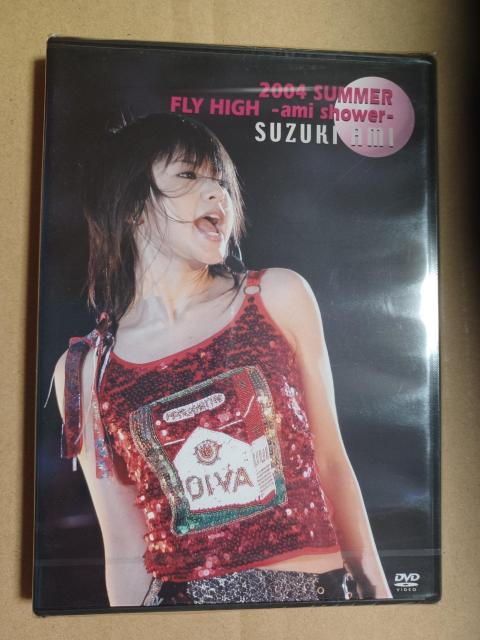 2004 SUMMER
FLY HIGH -ami shower-
SUZUKI AMI
DIVA
DVD
VIDEO